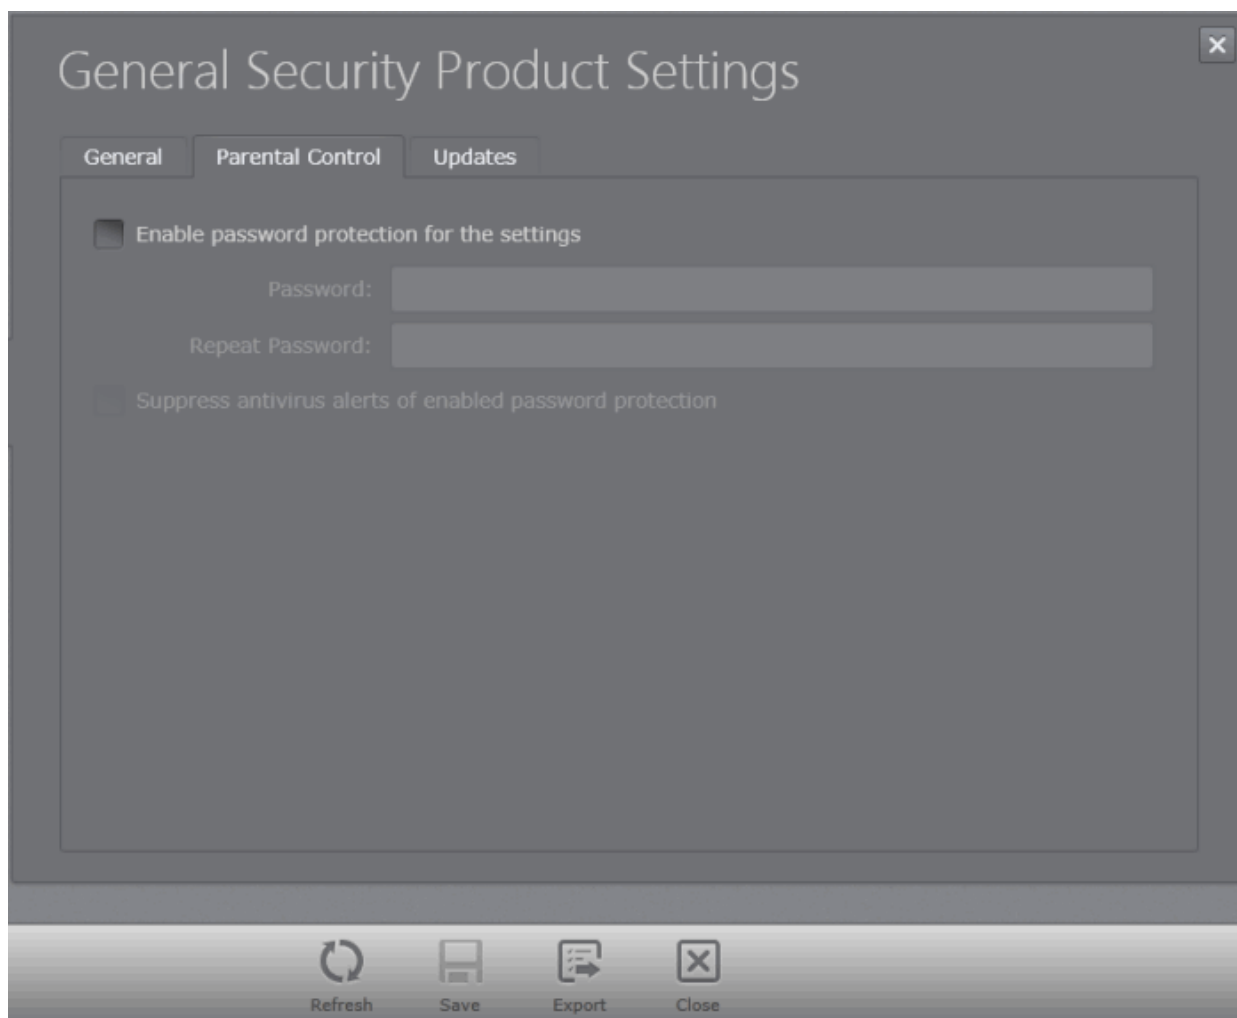 General Security Product Settings
General Parental Control Updates
Enable password protection for the settings
Password:
Repeat Password:
Suppress antivirus alerts of enabled password protection
Refresh Save Export Close